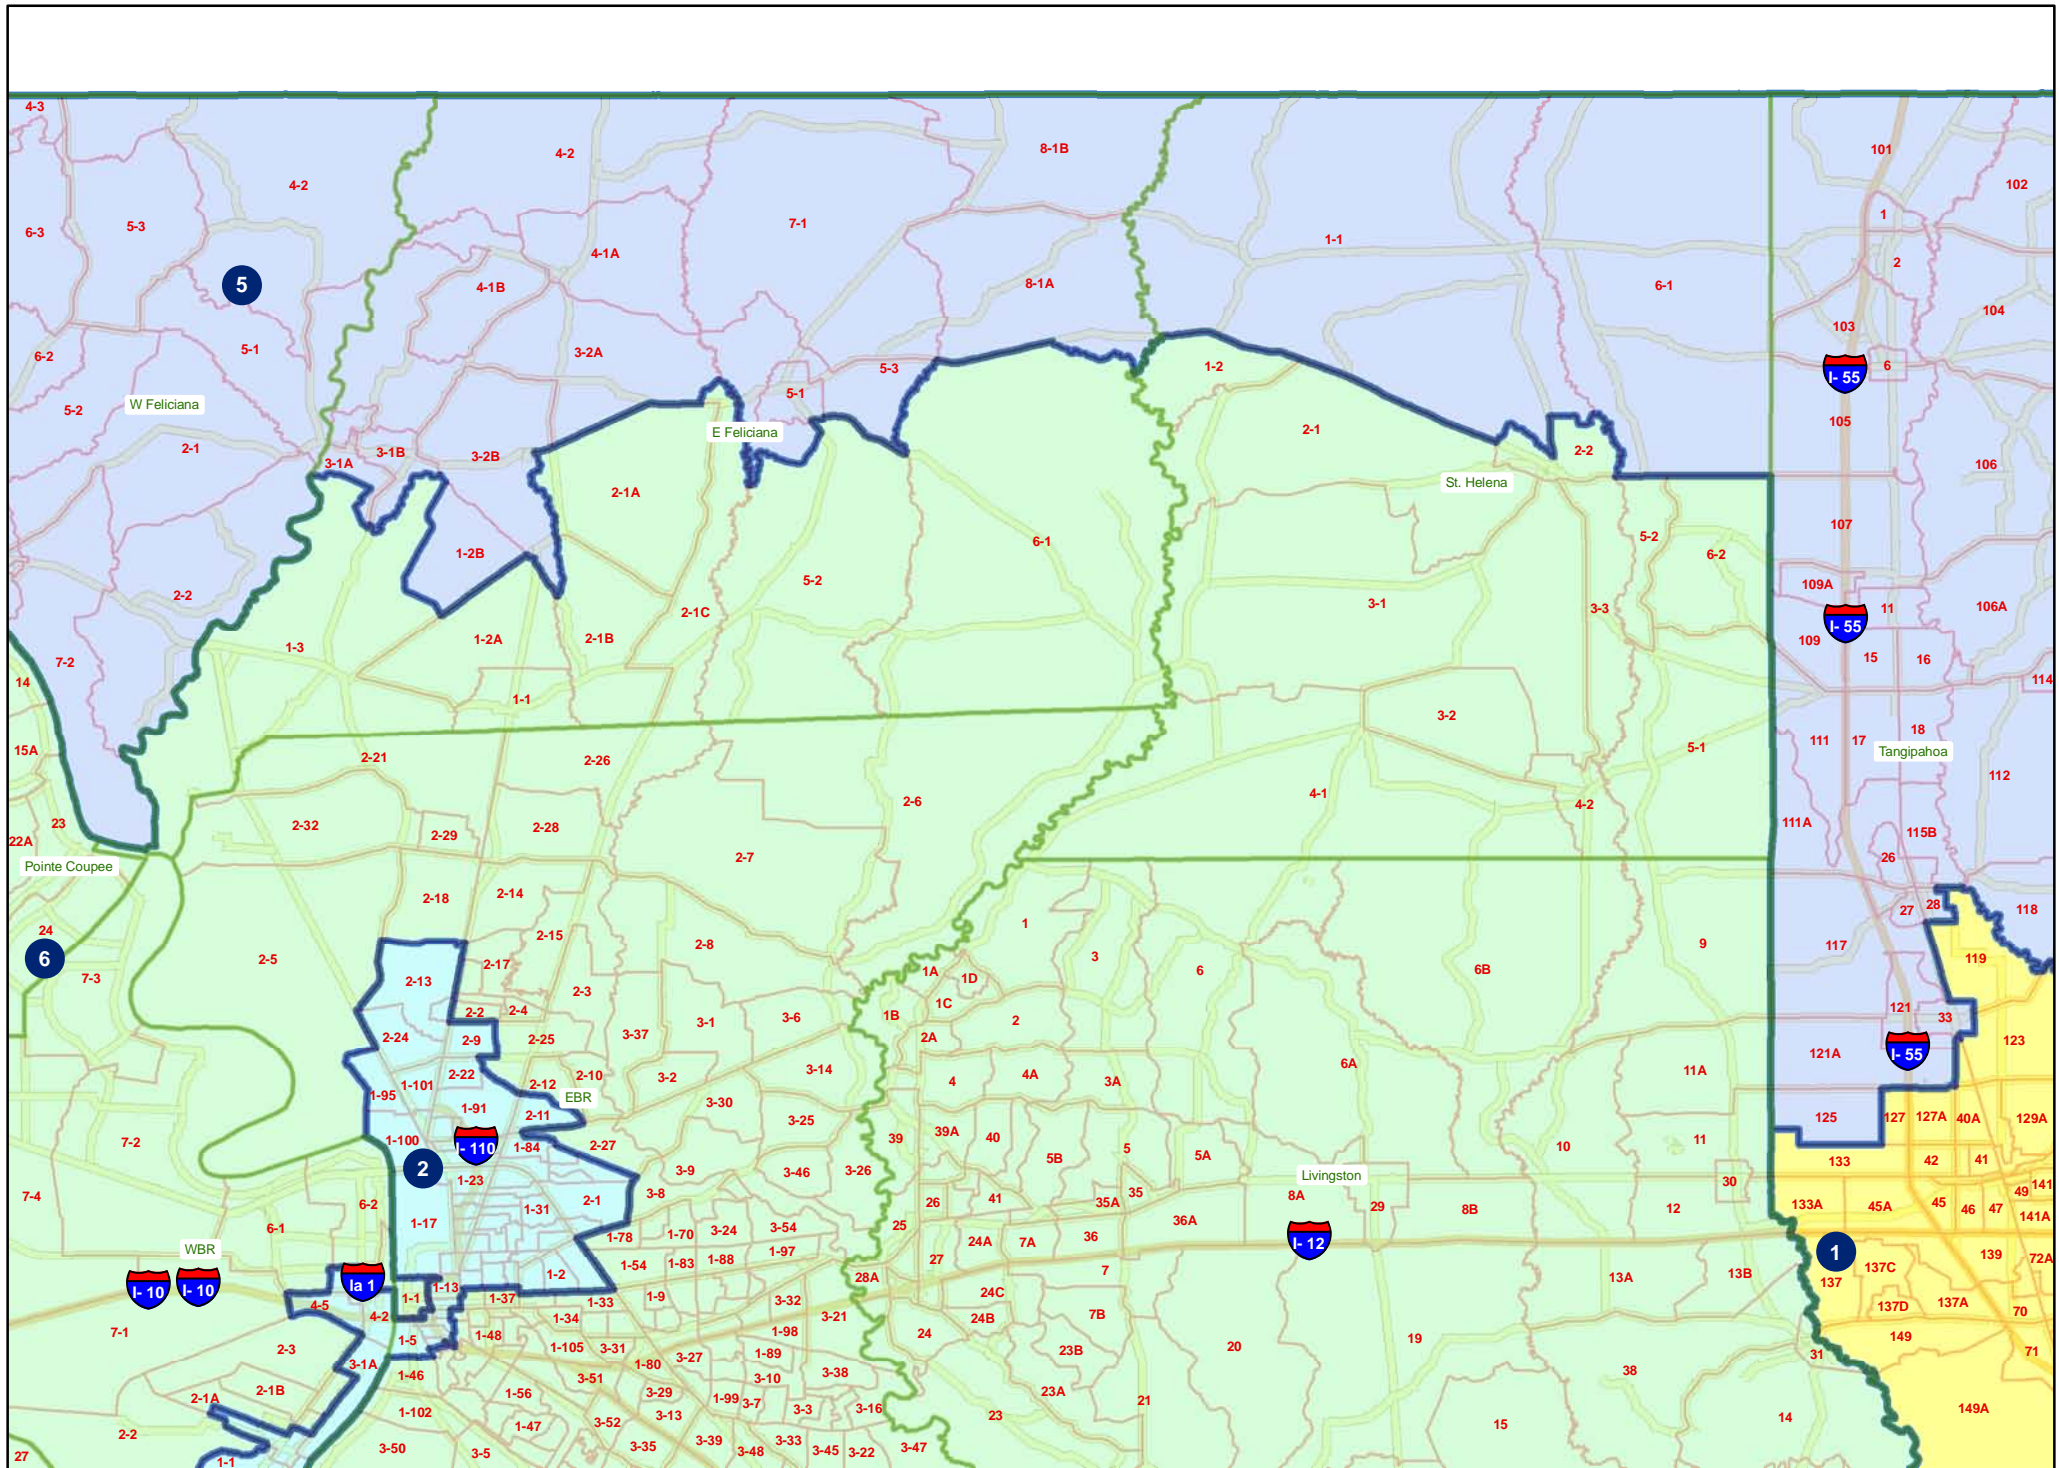 4-3
4-2
8-1B
101
4-2
102
5-3
7-1
1
6-3
4-1A
1-1
2
5
4-1B
8-1A
6-1
104
103
6-2
5-1
3-2A
5-3
1-2
6
I-55
5-1
5-2
W Feliciana
E Feliciana
2-1
105
2-1
3-1B
3-2B
2-2
3-1A
106
St. Helena
2-1A
107
1-2B
6-1
5-2
6-2
5-2
109A
2-2
3-1
3-3
11
106A
2-1C
I-55
1-2A
2-1B
109
1-3
7-2
15
16
14
114
1-1
3-2
18
15A
2-21
2-26
5-1
111
17
Tangipahoa
112
2-6
4-1
4-2
23
2-32
2-29
2-28
111A
115B
22A
2-7
26
Pointe Coupee
2-18
2-14
27
28
118
24
2-15
2-8
1
9
117
6
2-5
2-17
3
119
7-3
2-13
1A
1D
6
6B
2-3
1C
2-2
2-4
3-1
3-6
1B
2
121
33
2-24
2-9
2-25
3-37
2A
123
121A
I-55
3-14
6A
2-22
2-12
2-10
3-2
4
4A
3A
11A
1-101
1-95
EBR
3-30
1-91
2-11
3-25
125
127
127A
40A
129A
7-2
1-100
I-110
1-84
2-27
39
39A
40
5
5A
10
11
2
5B
133
42
41
1-23
3-9
3-46
3-26
Livingston
30
7-4
6-2
2-1
3-8
26
41
35A
35
8A
29
8B
12
133A
45A
45
46
47
49
141
141A
6-1
1-17
1-31
1-78
1-70
3-24
3-54
25
36A
WBR
24A
7A
36
I-12
1
139
72A
1-54
1-83
1-88
1-97
27
7
I-10
I-10
la 1
1-2
28A
13A
13B
137
137C
4-5
1-1
1-13
1-37
1-33
1-9
3-32
24C
137D
137A
70
4-2
1-34
3-21
24B
7B
7-1
1-5
1-48
1-98
24
20
19
149
2-3
1-105
3-31
1-89
23B
31
71
3-1A
1-80
3-27
38
1-46
3-51
3-10
3-38
2-1A
2-1B
1-56
3-29
1-99
3-7
23A
21
1-102
3-13
3-3
3-16
23
149A
2-2
1-47
3-52
15
14
27
1-1
3-50
3-5
3-35
3-39
3-48
3-33
3-45
3-22
3-47